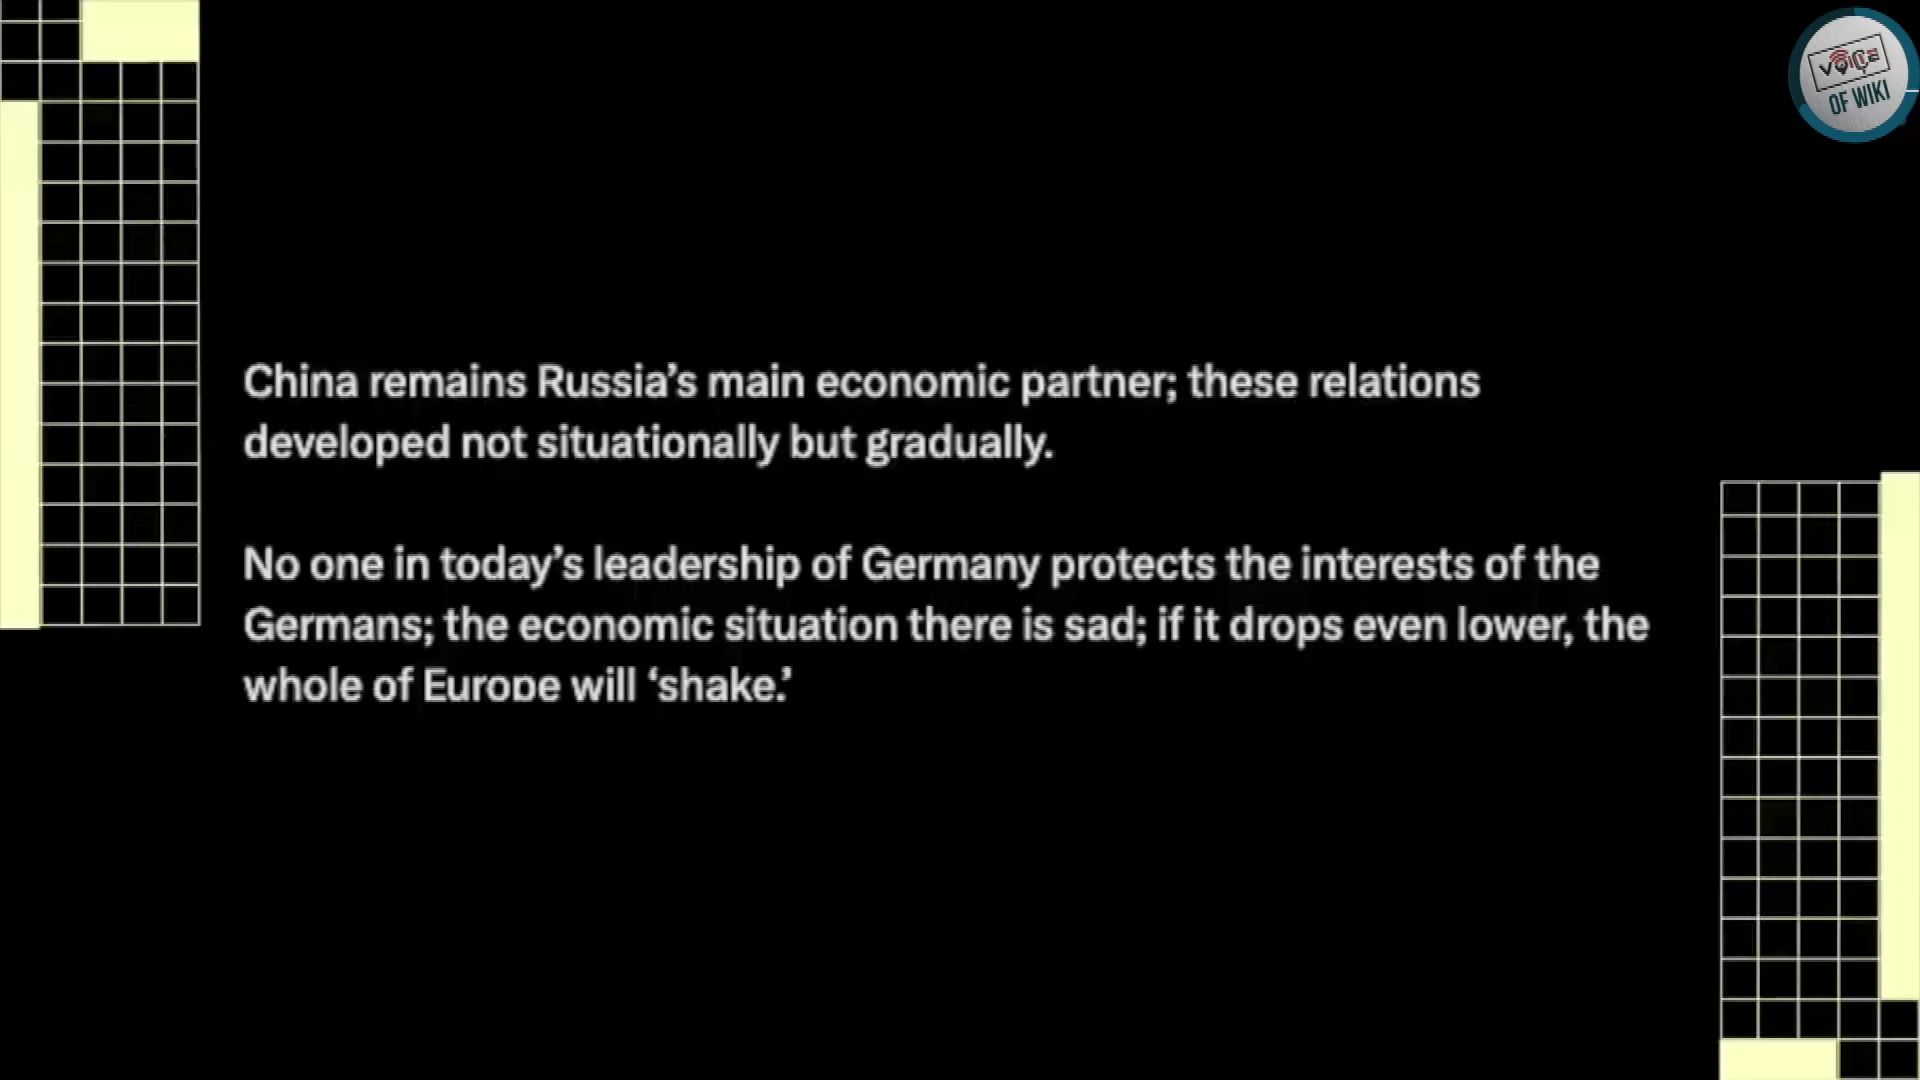 VOICE
OF WIKI
China remains Russia’s main economic partner; these relations
developed not situationally but gradually.
No one in today’s leadership of Germany protects the interests of the
Germans; the economic situation there is sad; if it drops even lower, the
whole of Europe will ‘shake.’